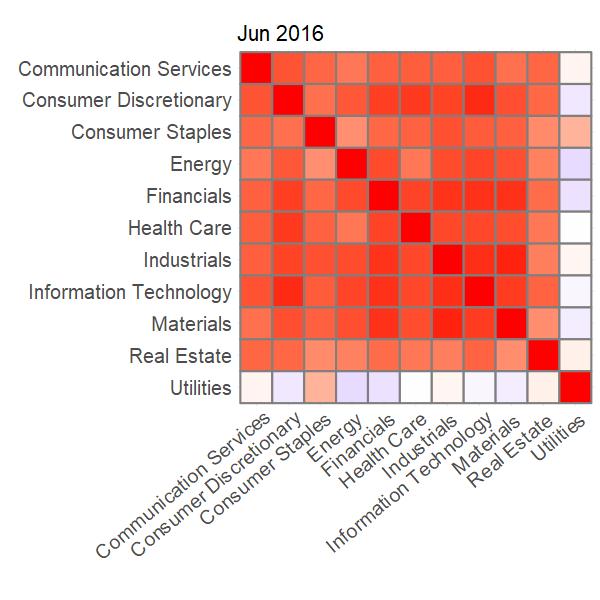 Jun 2016
Communication Services
Consumer Discretionary
Consumer Staples
Energy
Financials
Health Care
Industrials
Information Technology
Materials
Real Estate
Utilities
Communication Services
Consumer Discretionary
Consumer Staples
Energy
Financials
Health Care
Industrials
Information Technology
Materials
Real Estate
Utilities